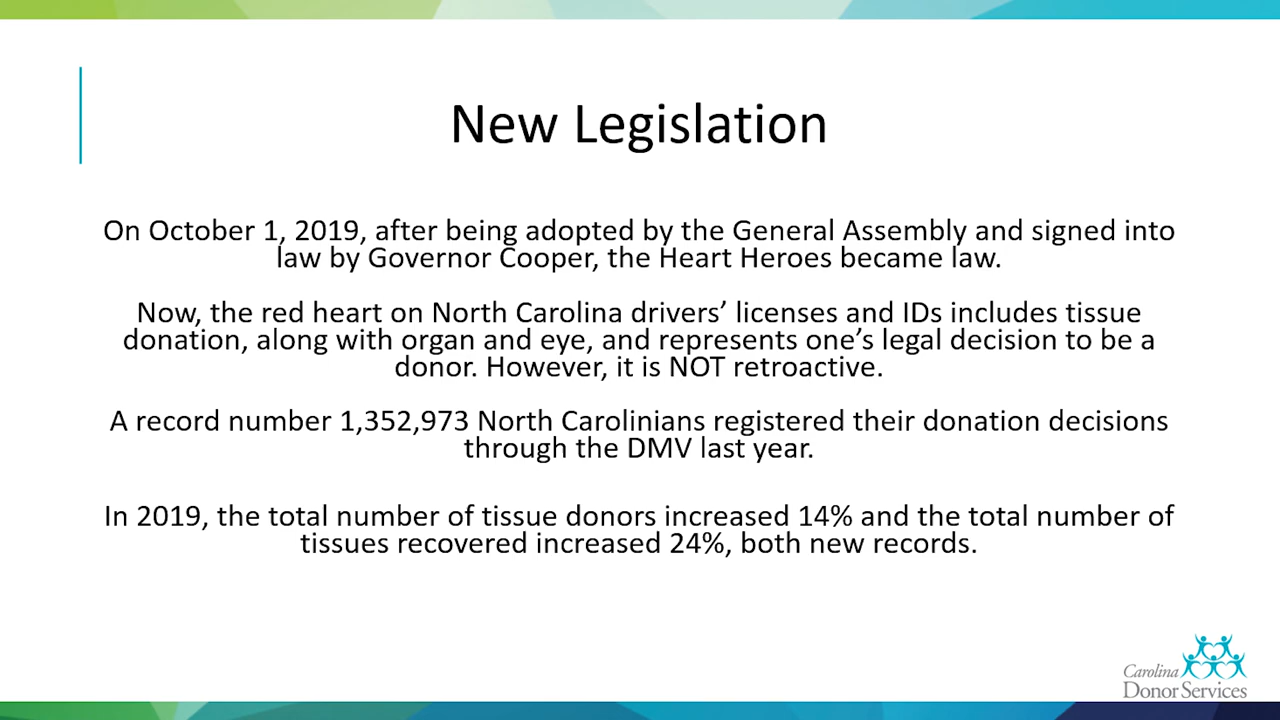 New Legislation
On October 1, 2019, after being adopted by the General Assembly and signed into
law by Governor Cooper, the Heart Heroes became law.
Now, the red heart on North Carolina drivers’ licenses and IDs includes tissue
donation, along with organ and eye, and represents one’s legal decision to be a
donor. However, it is NOT retroactive.
A record number 1,352,973 North Carolinians registered their donation decisions
through the DMV last year.
In 2019, the total number of tissue donors increased 14% and the total number of
tissues recovered increased 24%, both new records.
Carolina
Donor Services